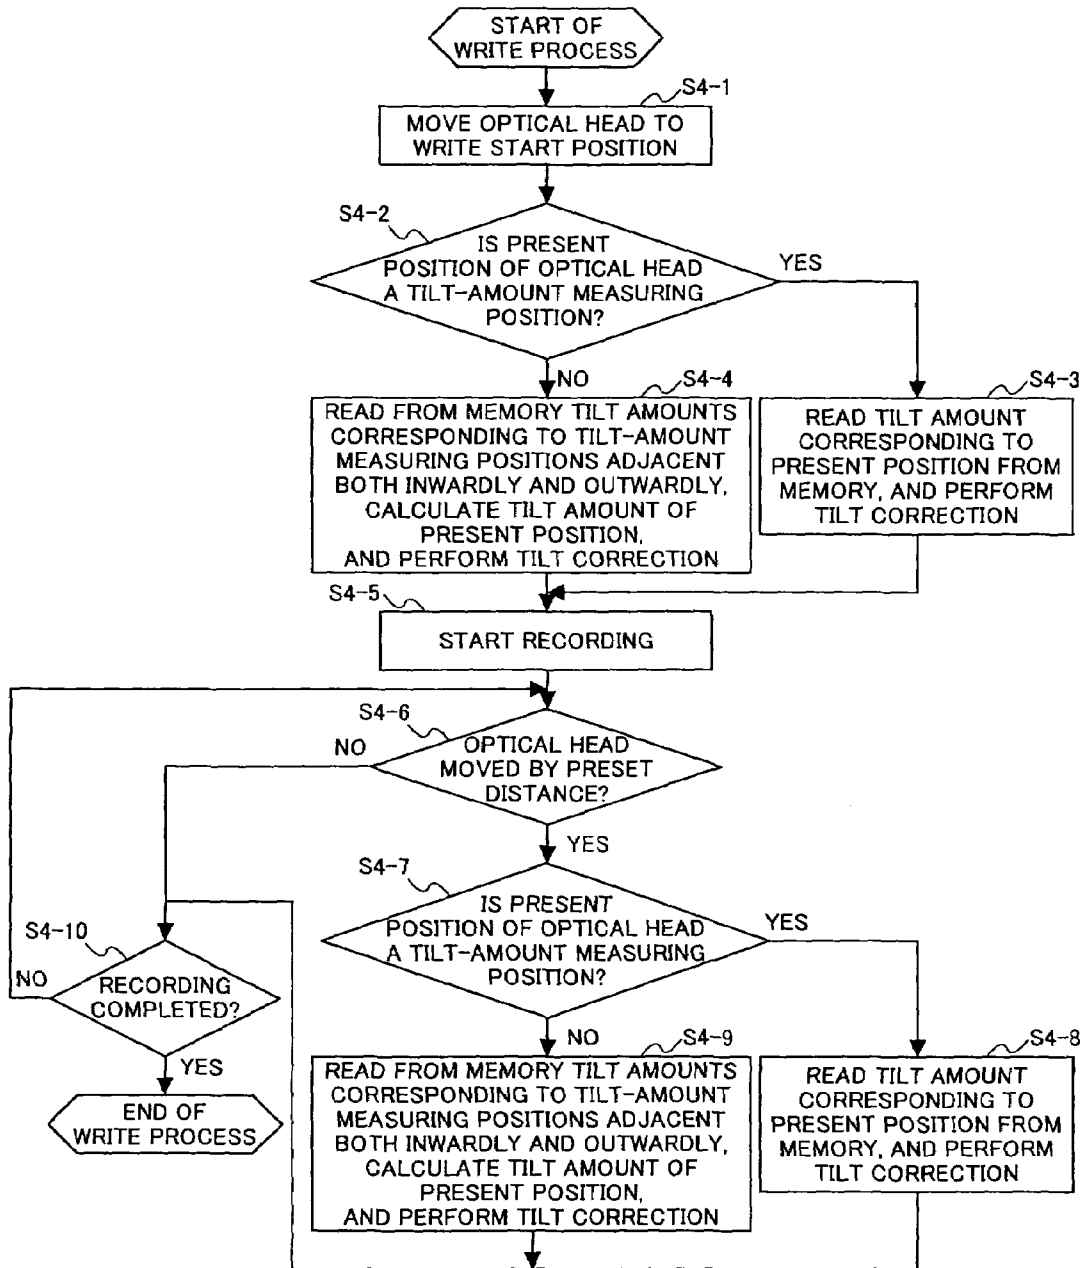 START OF
WRITE PROCESS
S4-1
MOVE OPTICAL HEAD TO
WRITE START POSITION
S4-2
IS PRESENT
POSITION OF OPTICAL HEAD
A TILT-AMOUNT MEASURING
POSITION?
YES
NO
S4-4
READ FROM MEMORY TILT AMOUNTS
CORRESPONDING TO TILT-AMOUNT
MEASURING POSITIONS ADJACENT
BOTH INWARDLY AND OUTWARDLY,
CALCULATE TILT AMOUNT OF
PRESENT POSITION,
AND PERFORM TILT CORRECTION
S4-3
READ TILT AMOUNT
CORRESPONDING TO
PRESENT POSITION FROM
MEMORY, AND PERFORM
TILT CORRECTION
S4-5
START RECORDING
S4-6
OPTICAL HEAD
MOVED BY PRESET
DISTANCE?
NO
YES
S4-7
IS PRESENT
POSITION OF OPTICAL HEAD
A TILT-AMOUNT MEASURING
POSITION?
YES
NO
S4-10
RECORDING
COMPLETED?
NO
YES
END OF
WRITE PROCESS
S4-9
READ FROM MEMORY TILT AMOUNTS
CORRESPONDING TO TILT-AMOUNT
MEASURING POSITIONS ADJACENT
BOTH INWARDLY AND OUTWARDLY,
CALCULATE TILT AMOUNT OF
PRESENT POSITION,
AND PERFORM TILT CORRECTION
S4-8
READ TILT AMOUNT
CORRESPONDING TO
PRESENT POSITION FROM
MEMORY, AND PERFORM
TILT CORRECTION